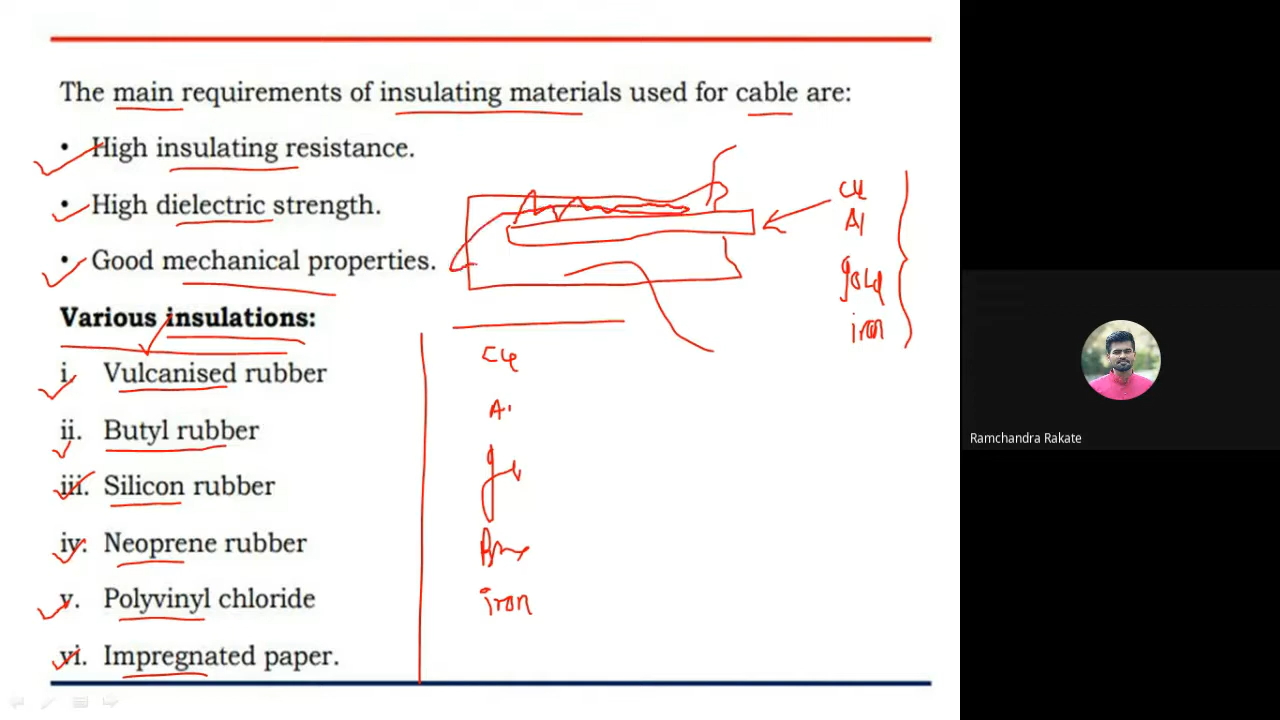 The main requirements of insulating materials used for cable are:
• High insulating resistance.
• High dielectric strength.
• Good mechanical properties.
Cu
Al
gold
iron
Various insulations:
i. Vulcanised rubber
ii. Butyl rubber
iii. Silicon rubber
iv. Neoprene rubber
v. Polyvinyl chloride
vi. Impregnated paper.
Cu
iron
Ramchandra Rakate